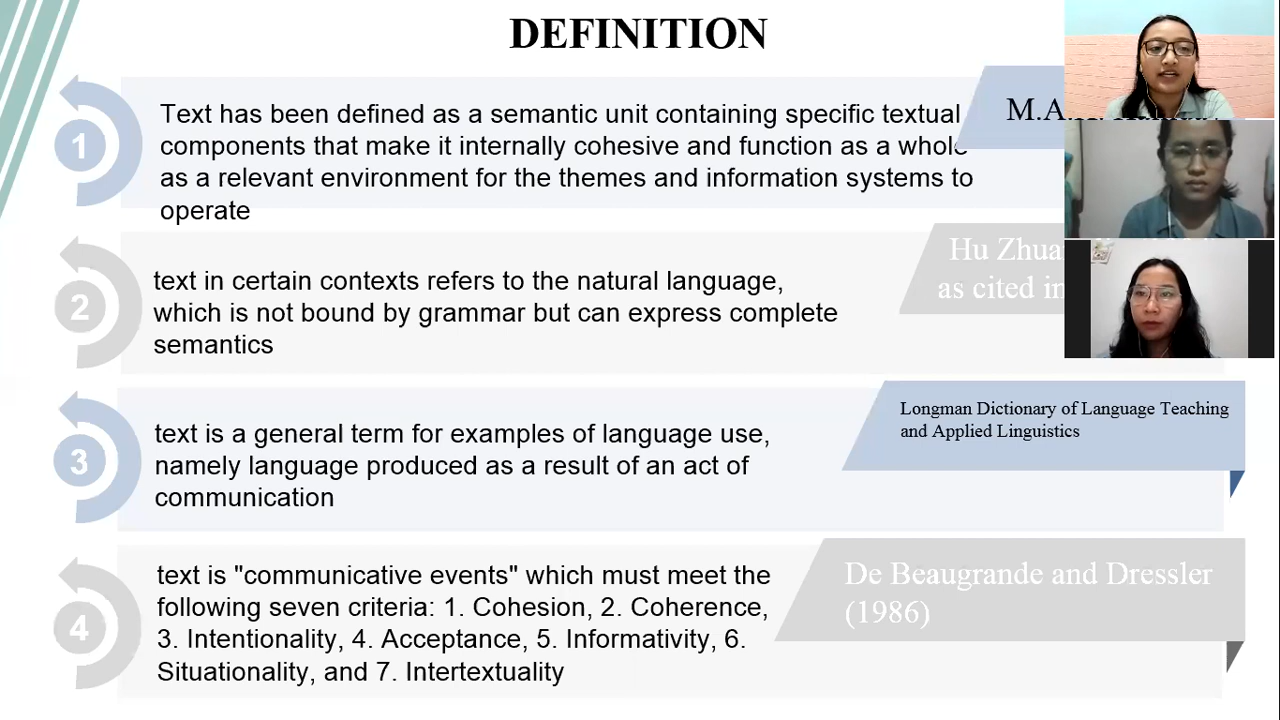 DEFINITION
1
Text has been defined as a semantic unit containing specific textual
components that make it internally cohesive and function as a whole
as a relevant environment for the themes and information systems to
operate
2
text in certain contexts refers to the natural language,
which is not bound by grammar but can express complete
semantics
Hu
as cited in
3
text is a general term for examples of language use,
namely language produced as a result of an act of
communication
Longman Dictionary of Language Teaching
and Applied Linguistics
4
text is "communicative events" which must meet the
following seven criteria: 1. Cohesion, 2. Coherence,
3. Intentionality, 4. Acceptance, 5. Informativity, 6.
Situationality, and 7. Intertextuality
De Beaugrande and Dressler
(1986)